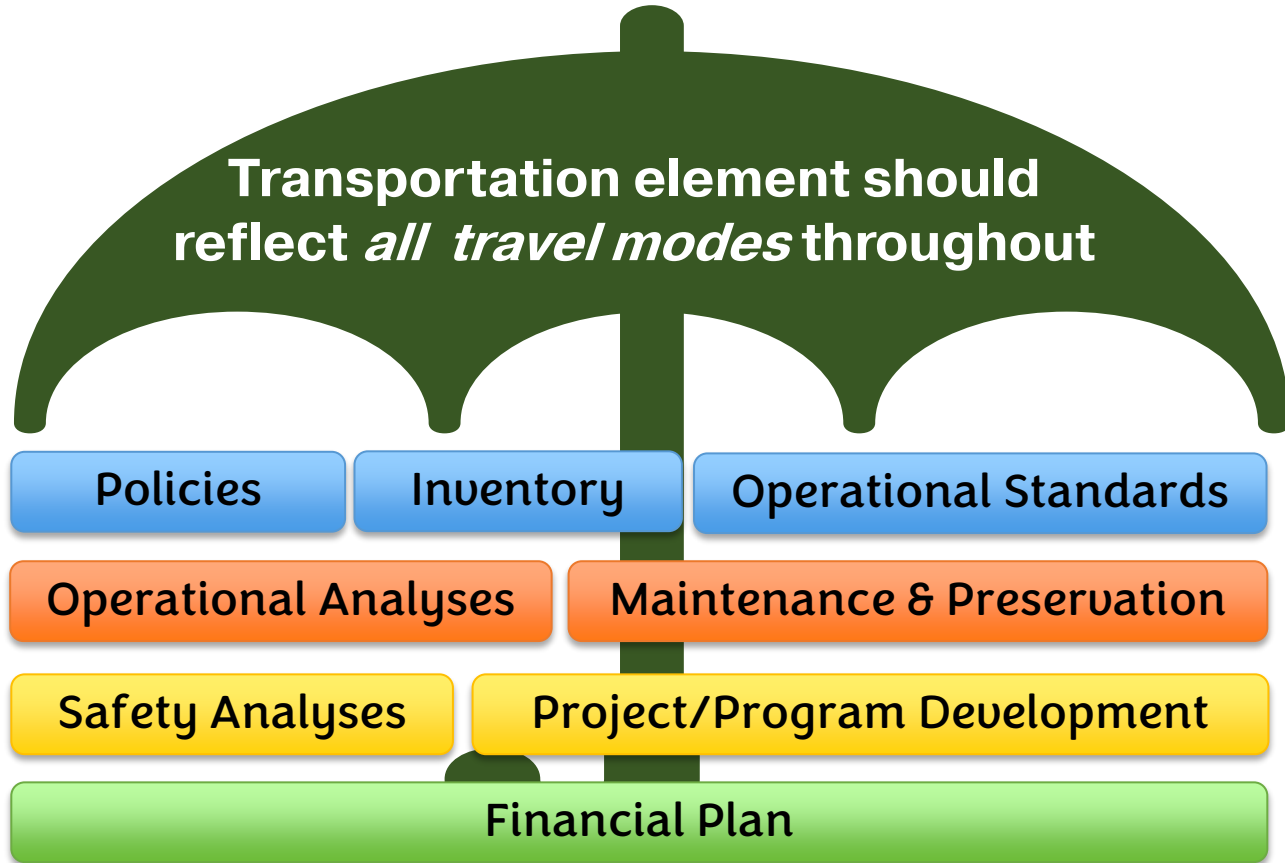 Transportation element should
reflect all travel modes throughout
Policies
Inventory
Operational Standards
Operational Analyses
Maintenance & Preservation
Safety Analyses
Project/Program Development
Financial Plan